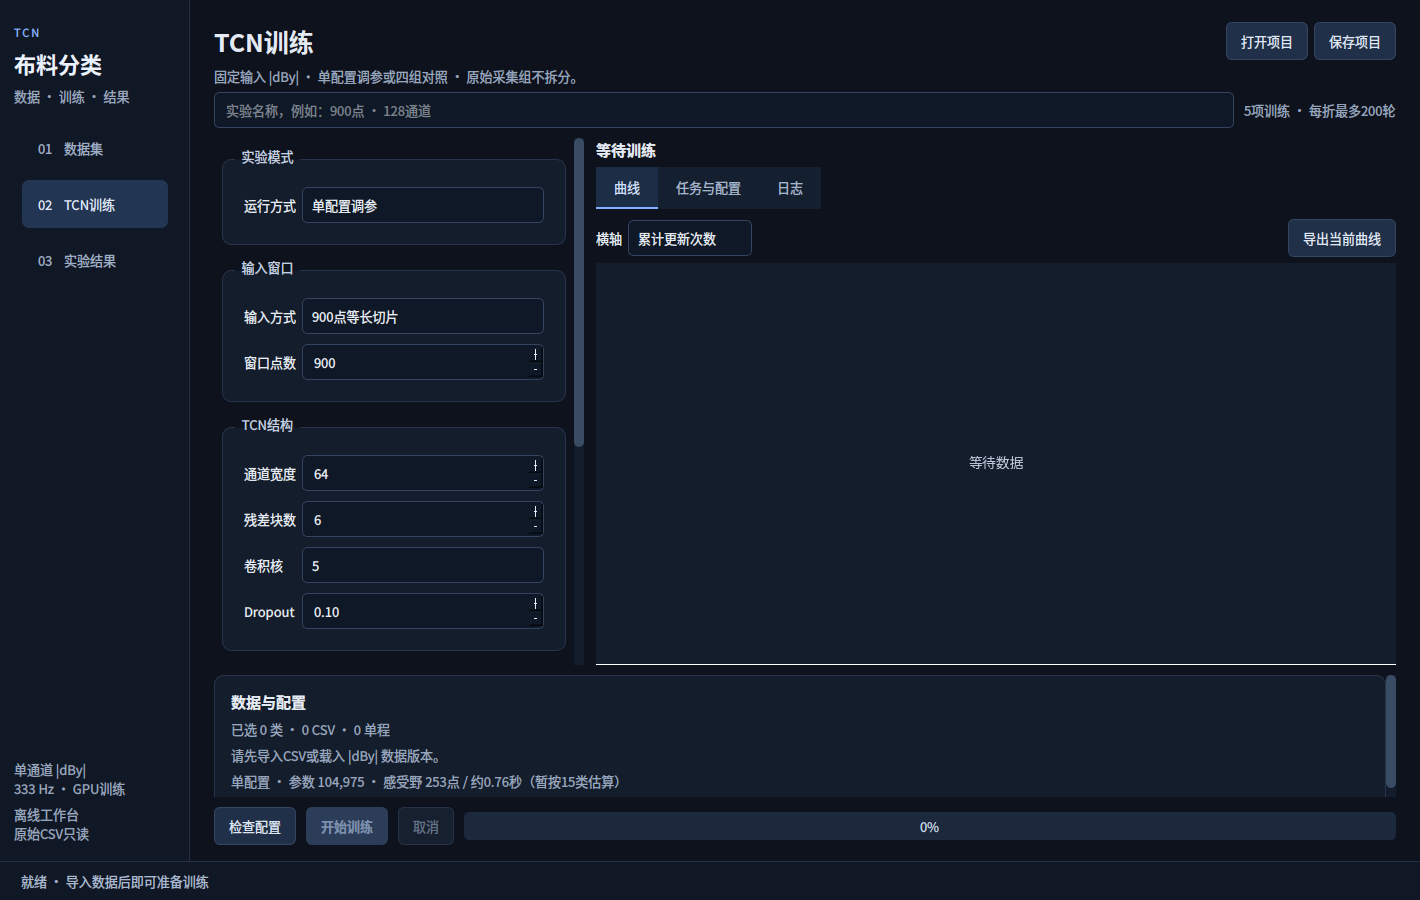 TCN
布料分类
数据 · 训练 · 结果
01 数据集
02 TCN训练
03 实验结果
单通道 |dBy|
333 Hz · GPU训练
离线工作台
原始CSV只读
TCN训练
打开项目
保存项目
固定输入 |dBy| · 单配置调参或四组对照 · 原始采集组不拆分。
实验名称，例如：900点 · 128通道
5项训练 · 每折最多200轮
实验模式
运行方式 单配置调参
输入窗口
输入方式 900点等长切片
窗口点数 900
TCN结构
通道宽度 64
残差块数 6
卷积核 5
Dropout 0.10
等待训练
曲线 任务与配置 日志
横轴 累计更新次数
导出当前曲线
等待数据
数据与配置
已选 0 类 · 0 CSV · 0 单程
请先导入CSV或载入 |dBy| 数据版本。
单配置 · 参数 104,975 · 感受野 253点 / 约0.76秒（暂按15类估算）
检查配置 开始训练 取消 0%
就绪 · 导入数据后即可准备训练